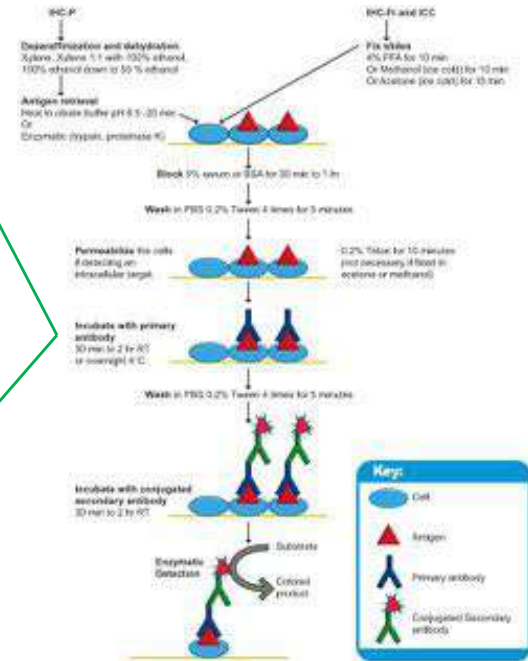 IHC-P
Deparaffinization and dehydration
Xylene, Xylene 1:1 with 100% ethanol,
100% ethanol down to 50 % ethanol
Antigen retrieval
Heat in citrate buffer pH 20 min
Or
Enzymatic (trypsin, proteinase K)
IHC-Fr and ICC
Fix slides
4% PFA for 10 min
Or Methanol (ice cold) for 10 min
Or Acetone (ice cold) for 10 min
Block 5% serum or BSA for 30 min to 1 hr
Wash in PBS 0.2% Tween 4 times for 5 minutes
Permeabilize the cells
if detecting an
intracellular target
0.2% Triton for 10 minutes
(not necessary if fixed in
acetone or methanol)
Incubate with primary
antibody
30 min to 2 hr RT
or overnight 4°C
Wash in PBS 0.2% Tween 4 times for 5 minutes
Incubate with conjugated
secondary antibody
30 min to 2 hr RT
Enzymatic
Detection
Substrate
Colored
product
Key:
Cell
Antigen
Primary antibody
Conjugated Secondary
antibody